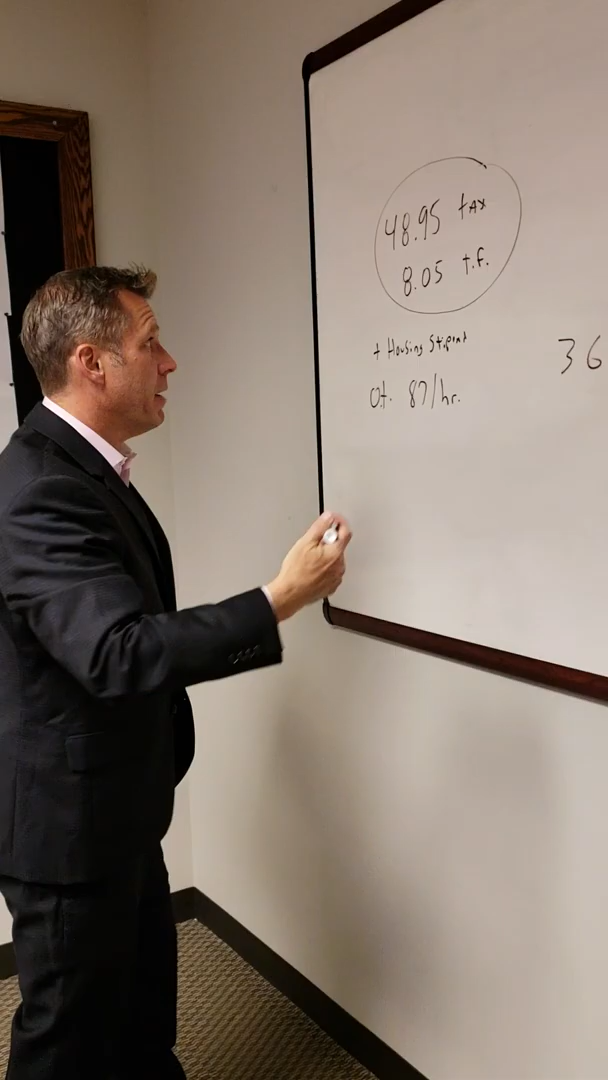 48.95 tax
8.05 t.f.
+ Housing Stipend
36
Ot. 87/hr.